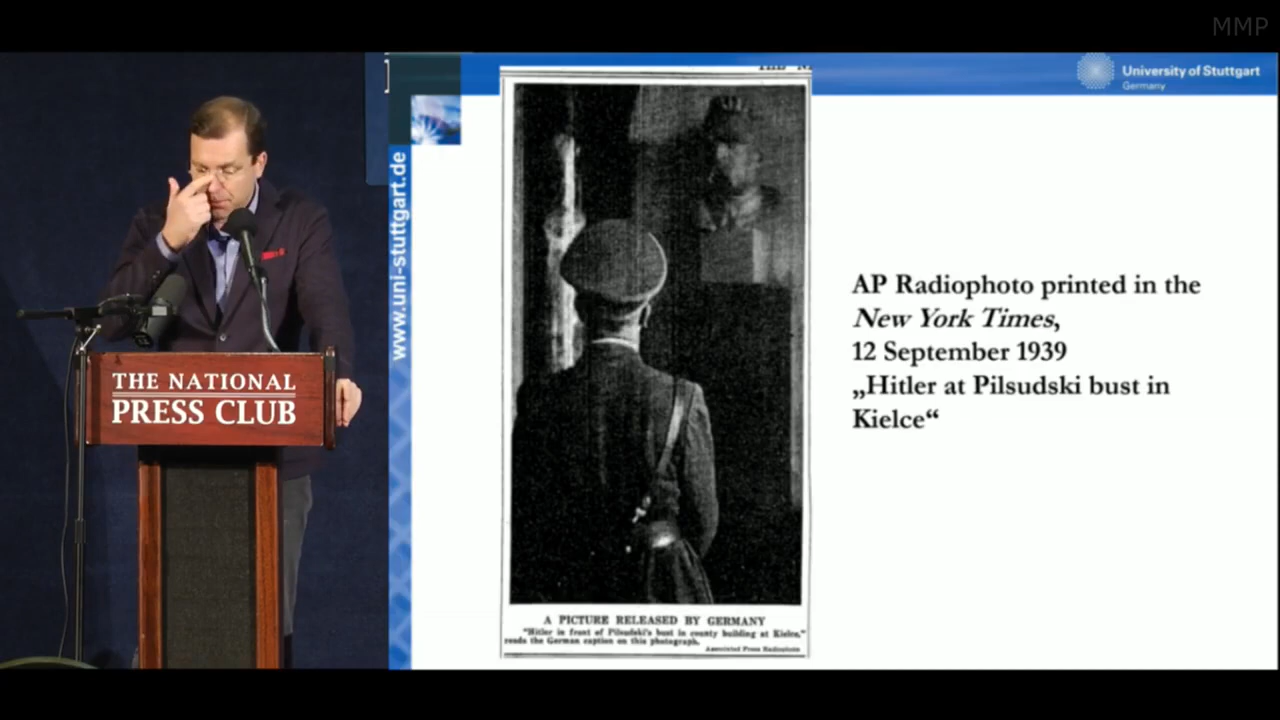 MMP
University of Stuttgart
Germany
www.uni-stuttgart.de
THE NATIONAL
PRESS CLUB
AP Radiophoto printed in the
New York Times,
12 September 1939
„Hitler at Pilsudski bust in
Kielce“
A PICTURE RELEASED BY GERMANY
"Hitler in front of Pilsudski's bust in county building at Kielce,"
reads the German caption on this photograph.
Associated Press Radiophoto